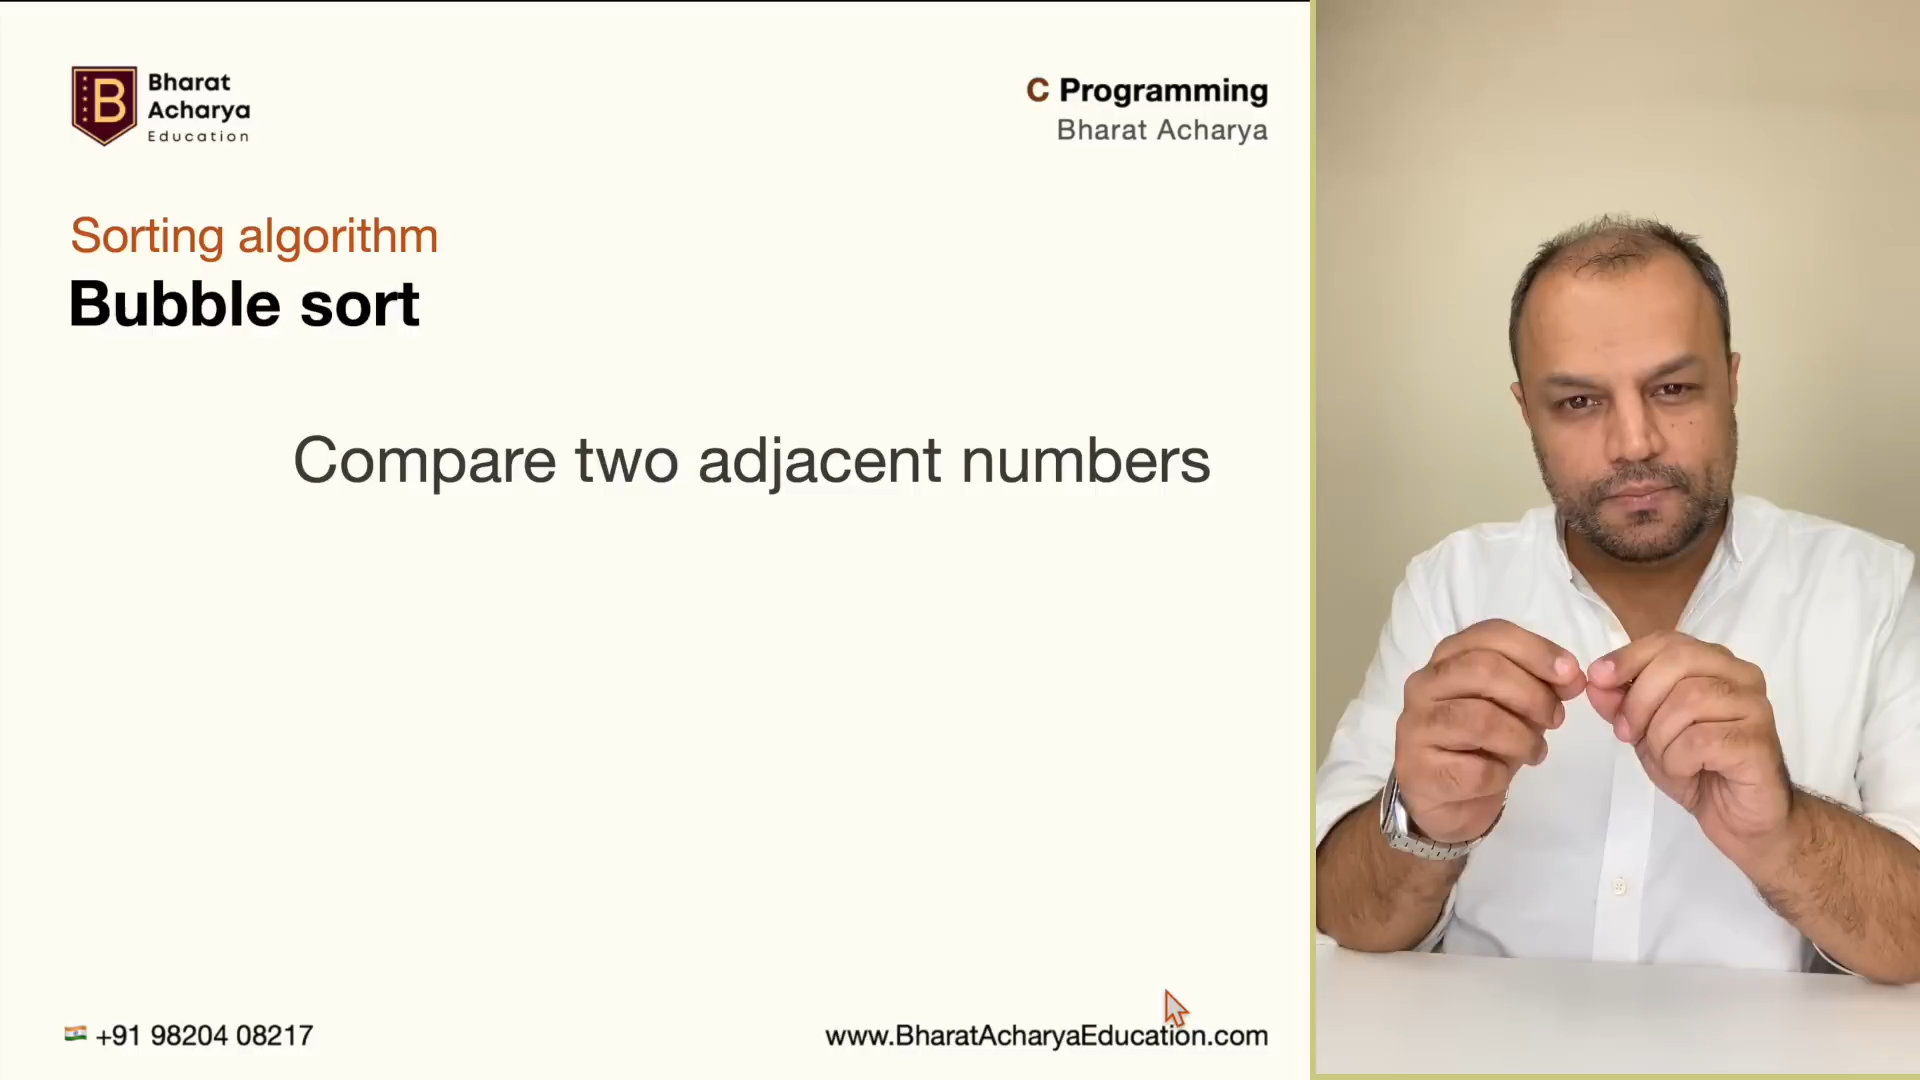 Bharat
Acharya
Education
C Programming
Bharat Acharya
Sorting algorithm
Bubble sort
Compare two adjacent numbers
+91 98204 08217
www.BharatAcharyaEducation.com